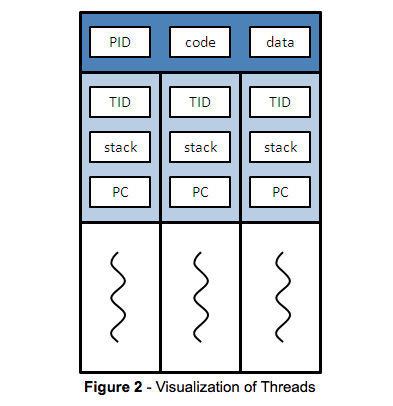 PID code data
TID TID TID
stack stack stack
PC PC PC
Figure 2 - Visualization of Threads